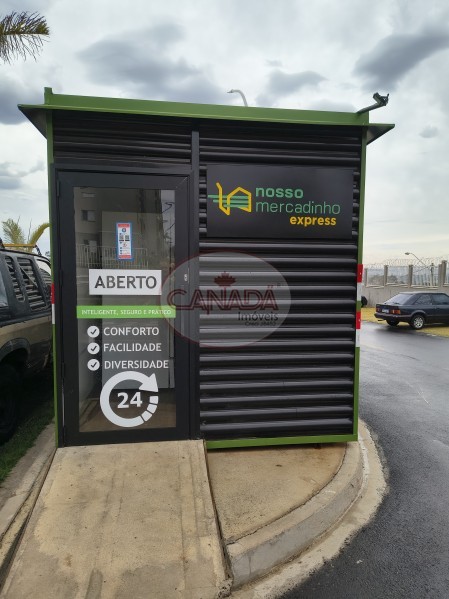 nosso
mercadinho
express
ABERTO
INTELIGENTE, SEGURO E PRÁTICO
CONFORTO
FACILIDADE
DIVERSIDADE
24
CANADÁ
Imóveis